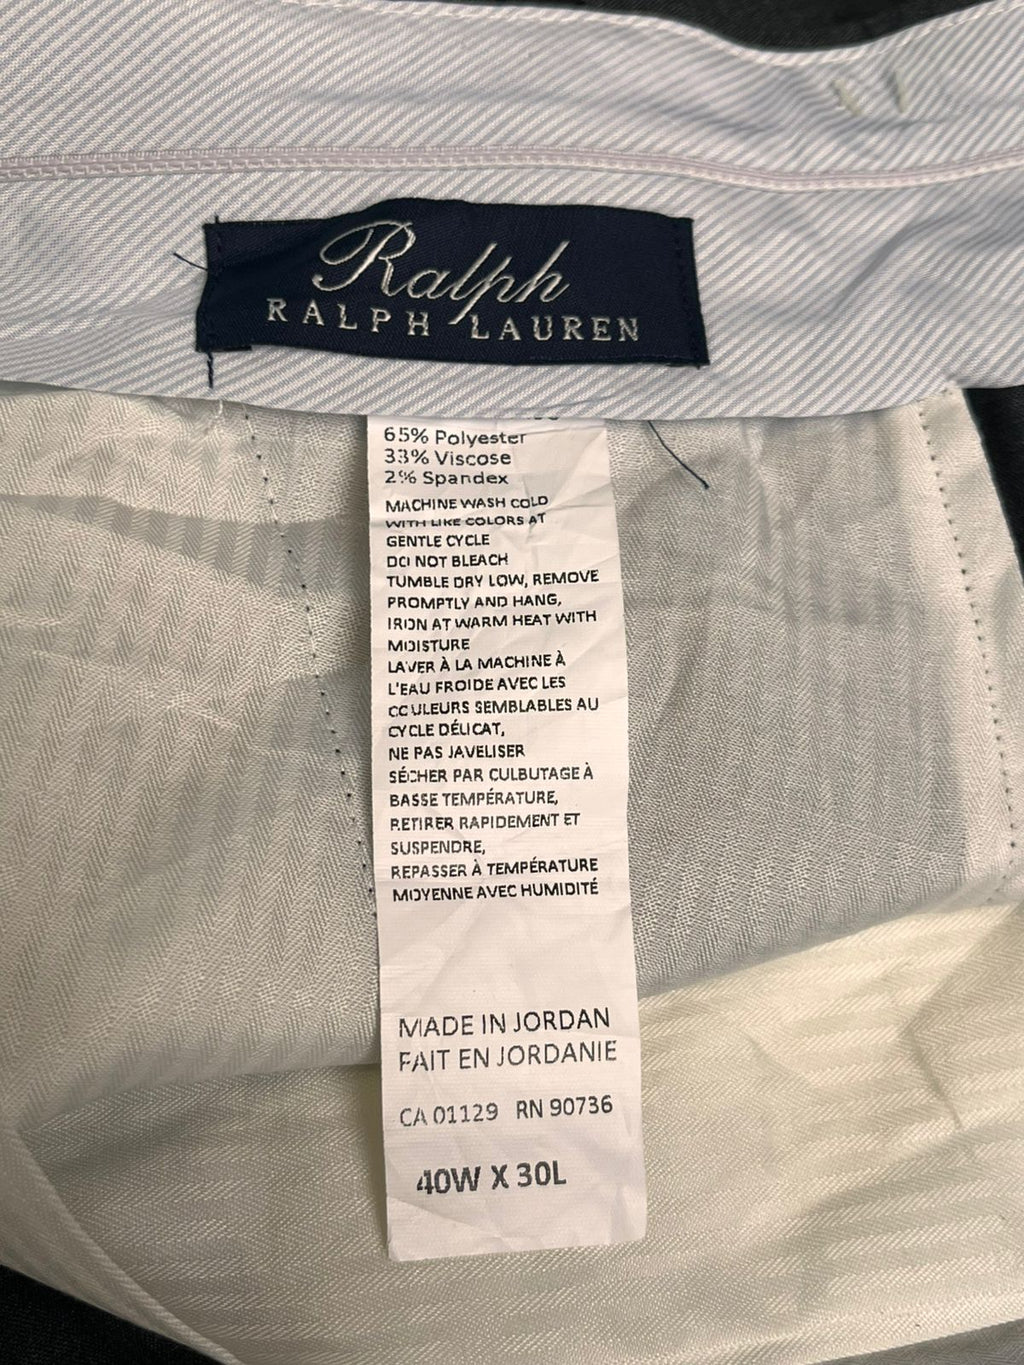 Ralph
RALPH LAUREN
65% Polyester
33% Viscose
2% Spandex
MACHINE WASH COLD
WITH LIKE COLORS AT
GENTLE CYCLE
DO NOT BLEACH
TUMBLE DRY LOW, REMOVE
PROMPTLY AND HANG,
IRON AT WARM HEAT WITH
MOISTURE
LAVER À LA MACHINE À
L'EAU FROIDE AVEC LES
COULEURS SEMBLABLES AU
CYCLE DÉLICAT,
NE PAS JAVELISER
SÉCHER PAR CULBUTAGE À
BASSE TEMPÉRATURE,
RETIRER RAPIDEMENT ET
SUSPENDRE,
REPASSER À TEMPÉRATURE
MOYENNE AVEC HUMIDITÉ
MADE IN JORDAN
FAIT EN JORDANIE
CA 01129 RN 90736
40W X 30L